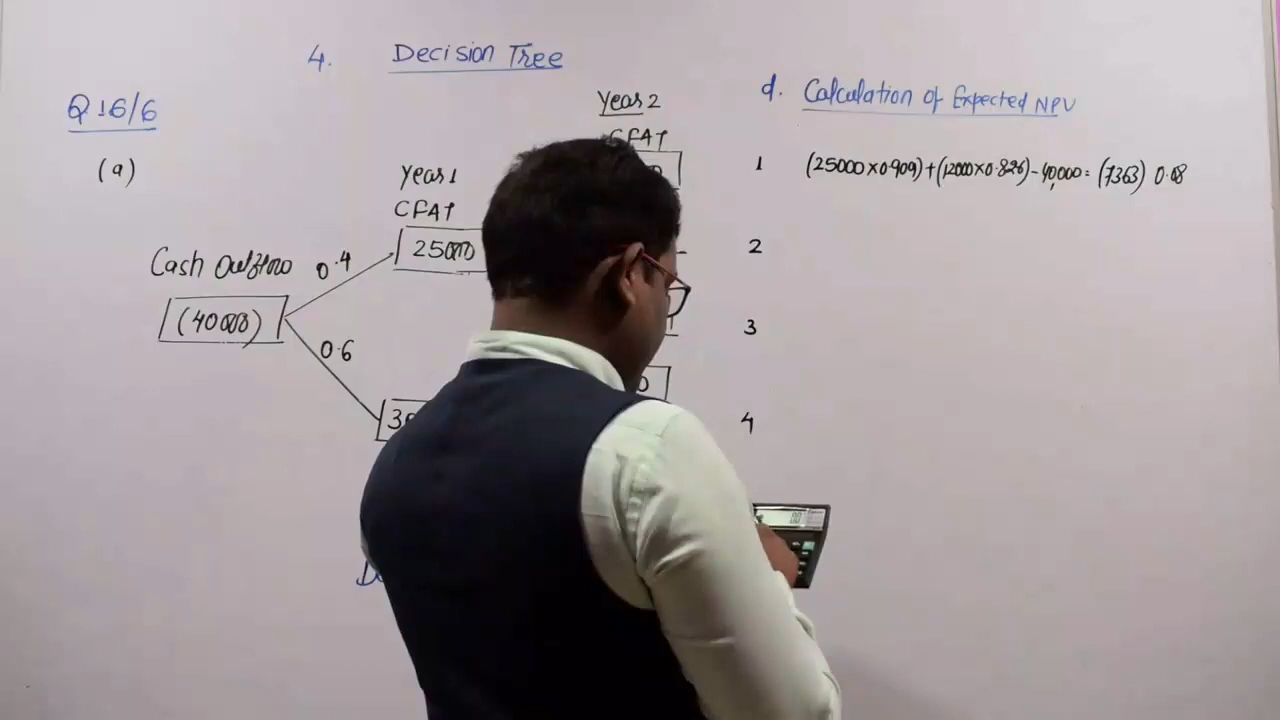 4. Decision Tree
Q 16/6
(a)
Year 2
CFAT
d. Calculation of Expected NPV
1 (25000×0.909)+(12000×0.826)-40,000=(7363) 0.08
Year 1
CFAT
25000
2
Cash Outflow
0.4
(40000)
3
0.6
4